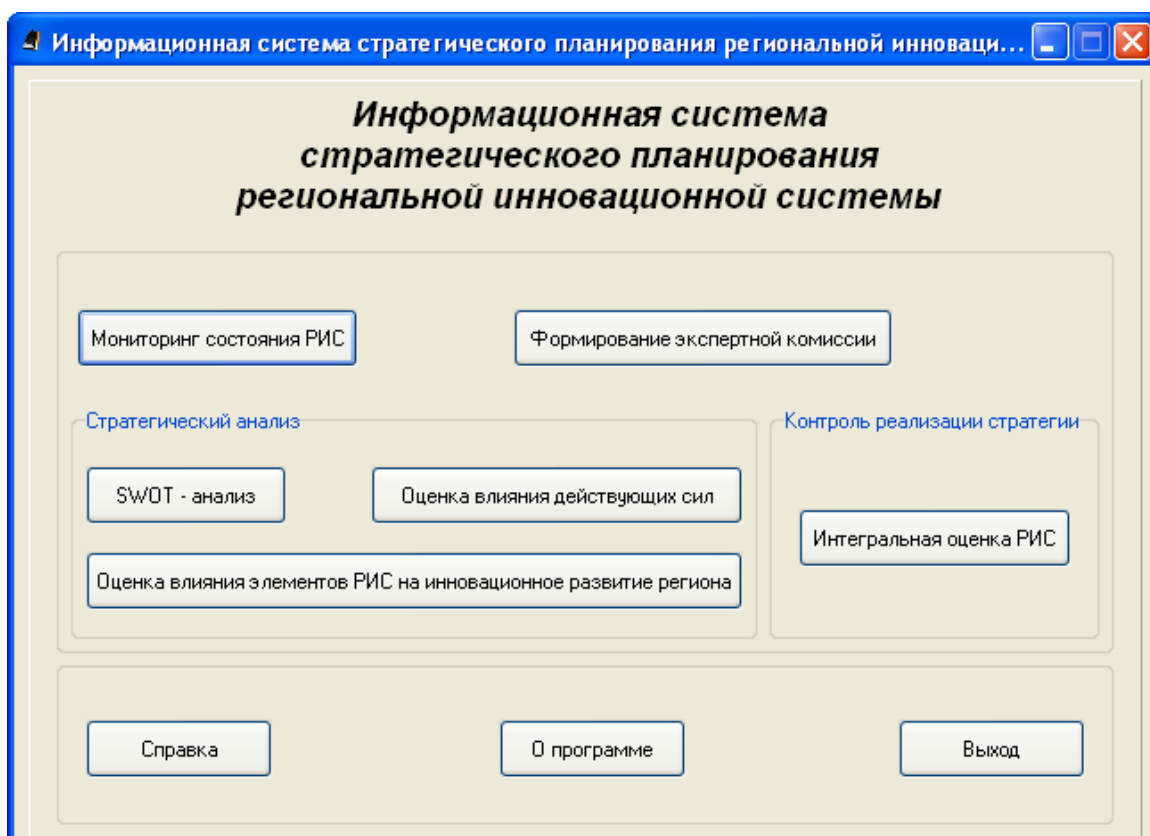 Информационная система стратегического планирования региональной инноваци...
Информационная система
стратегического планирования
региональной инновационной системы
Мониторинг состояния РИС
Формирование экспертной комиссии
Стратегический анализ
Контроль реализации стратегии
SWOT - анализ
Оценка влияния действующих сил
Интегральная оценка РИС
Оценка влияния элементов РИС на инновационное развитие региона
Справка
О программе
Выход